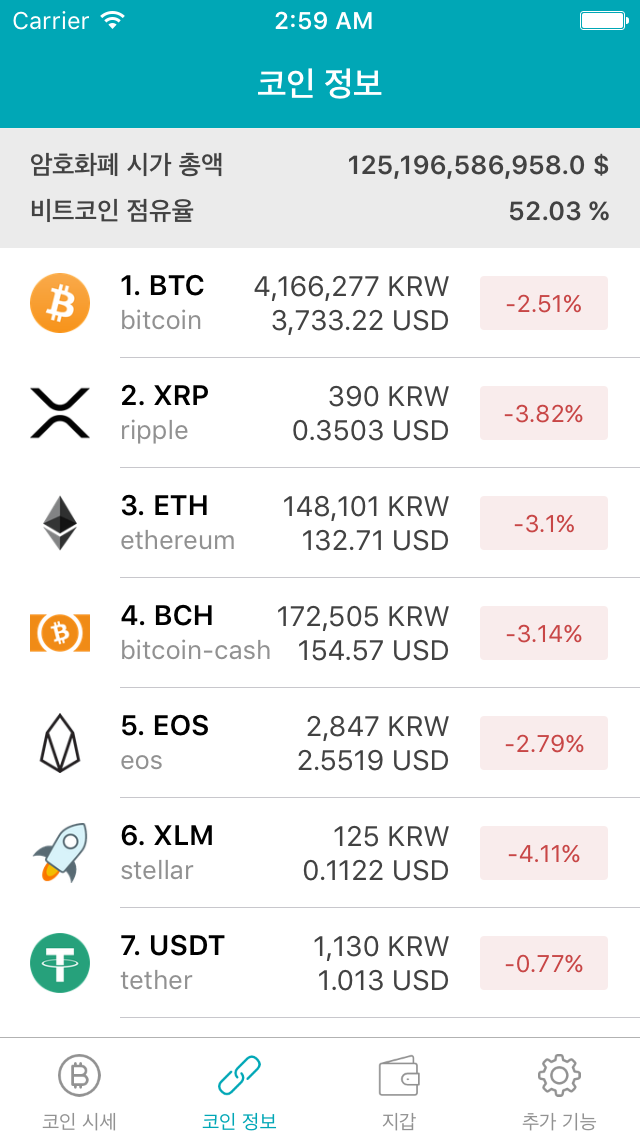 Carrier 2:59 AM
코인 정보
암호화폐 시가 총액 125,196,586,958.0 $
비트코인 점유율 52.03 %
1. BTC 4,166,277 KRW
-2.51%
bitcoin 3,733.22 USD
2. XRP 390 KRW
-3.82%
ripple 0.3503 USD
3. ETH 148,101 KRW
-3.1%
ethereum 132.71 USD
4. BCH 172,505 KRW
-3.14%
bitcoin-cash 154.57 USD
5. EOS 2,847 KRW
-2.79%
eos 2.5519 USD
6. XLM 125 KRW
-4.11%
stellar 0.1122 USD
7. USDT 1,130 KRW
-0.77%
tether 1.013 USD
코인 시세 코인 정보 지갑 추가 기능